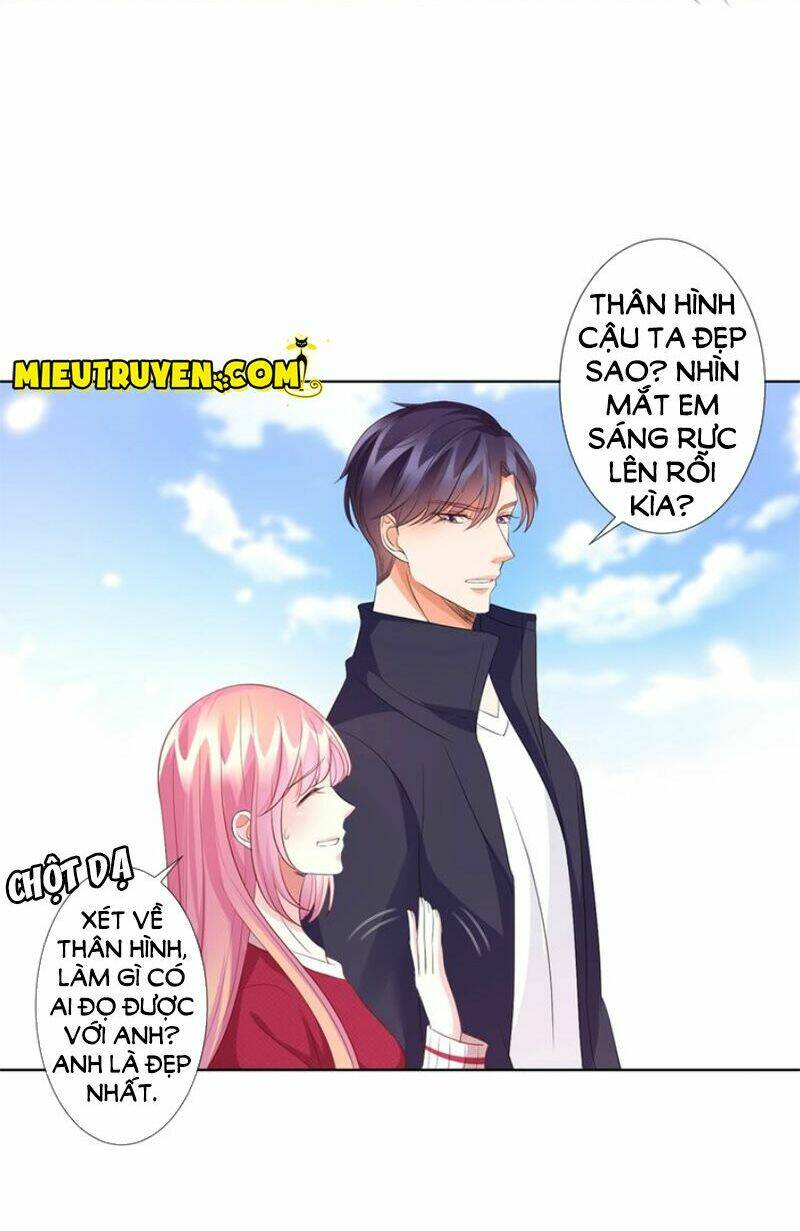 MIEUTRUYEN.COM
THÂN HÌNH
CẬU TA ĐẸP
SAO? NHÌN
MẮT EM
SÁNG RỰC
LÊN RỒI
KÌA?
CHỘT DẠ
XÉT VỀ
THÂN HÌNH,
LÀM GÌ CÓ
AI ĐỌ ĐƯỢC
VỚI ANH?
ANH LÀ ĐẸP
NHẤT.